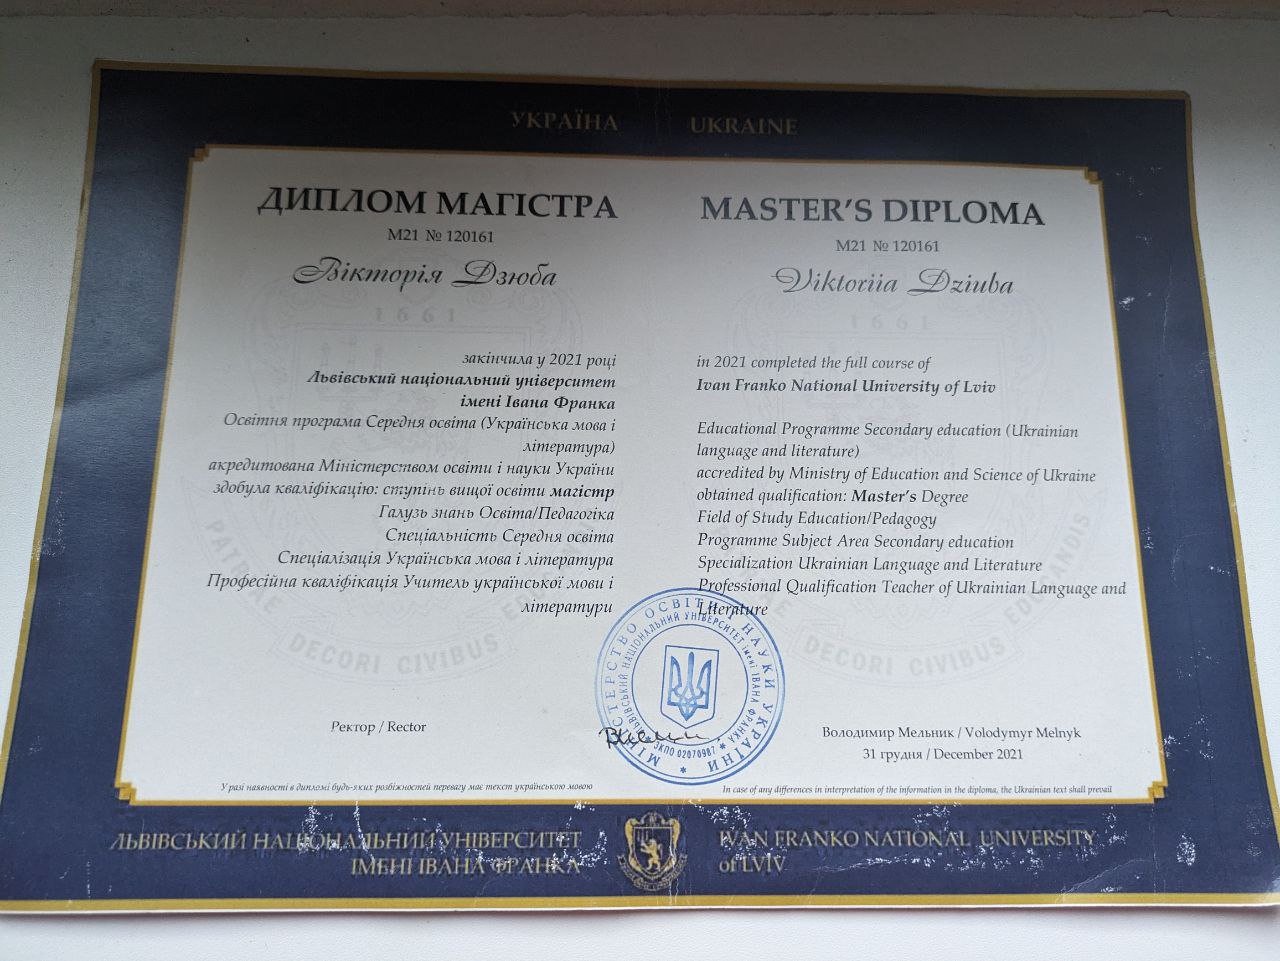 УКРАЇНА
UKRAINE
ДИПЛОМ МАГІСТРА
М21 № 120161
Вікторія Дзюба
1661
закінчила у 2021 році
Львівський національний університет
імені Івана Франка
Освітня програма Середня освіта (Українська мова і
література)
акредитована Міністерством освіти і науки України
здобула кваліфікацію: ступінь вищої освіти магістр
Галузь знань Освіта/Педагогіка
Спеціальність Середня освіта
Спеціалізація Українська мова і література
Професійна кваліфікація Учитель української мови і
літератури
PATRIAE DECORI CIVIBUS EDUCANDIS
Ректор / Rector
У разі наявності в дипломі будь-яких розбіжностей перевагу має текст українською мовою
MASTER'S DIPLOMA
M21 № 120161
Viktoriia Dziuba
1661
in 2021 completed the full course of
Ivan Franko National University of Lviv
Educational Programme Secondary education (Ukrainian
language and literature)
accredited by Ministry of Education and Science of Ukraine
obtained qualification: Master's Degree
Field of Study Education/Pedagogy
Programme Subject Area Secondary education
Specialization Ukrainian Language and Literature
Professional Qualification Teacher of Ukrainian Language and
Literature
DECORI CIVIBUS EDUCANDIS
МІНІСТЕРСТВО ОСВІТИ І НАУКИ УКРАЇНИ
ЛЬВІВСЬКИЙ НАЦІОНАЛЬНИЙ УНІВЕРСИТЕТ імені ІВАНА ФРАНКА
ЗКПО 02070987
Володимир Мельник / Volodymyr Melnyk
31 грудня / December 2021
In case of any differences in interpretation of the information in the diploma, the Ukrainian text shall prevail
ЛЬВІВСЬКИЙ НАЦІОНАЛЬНИЙ УНІВЕРСИТЕТ
ІМЕНІ ІВАНА ФРАНКА
IVAN FRANKO NATIONAL UNIVERSITY
of LVIV